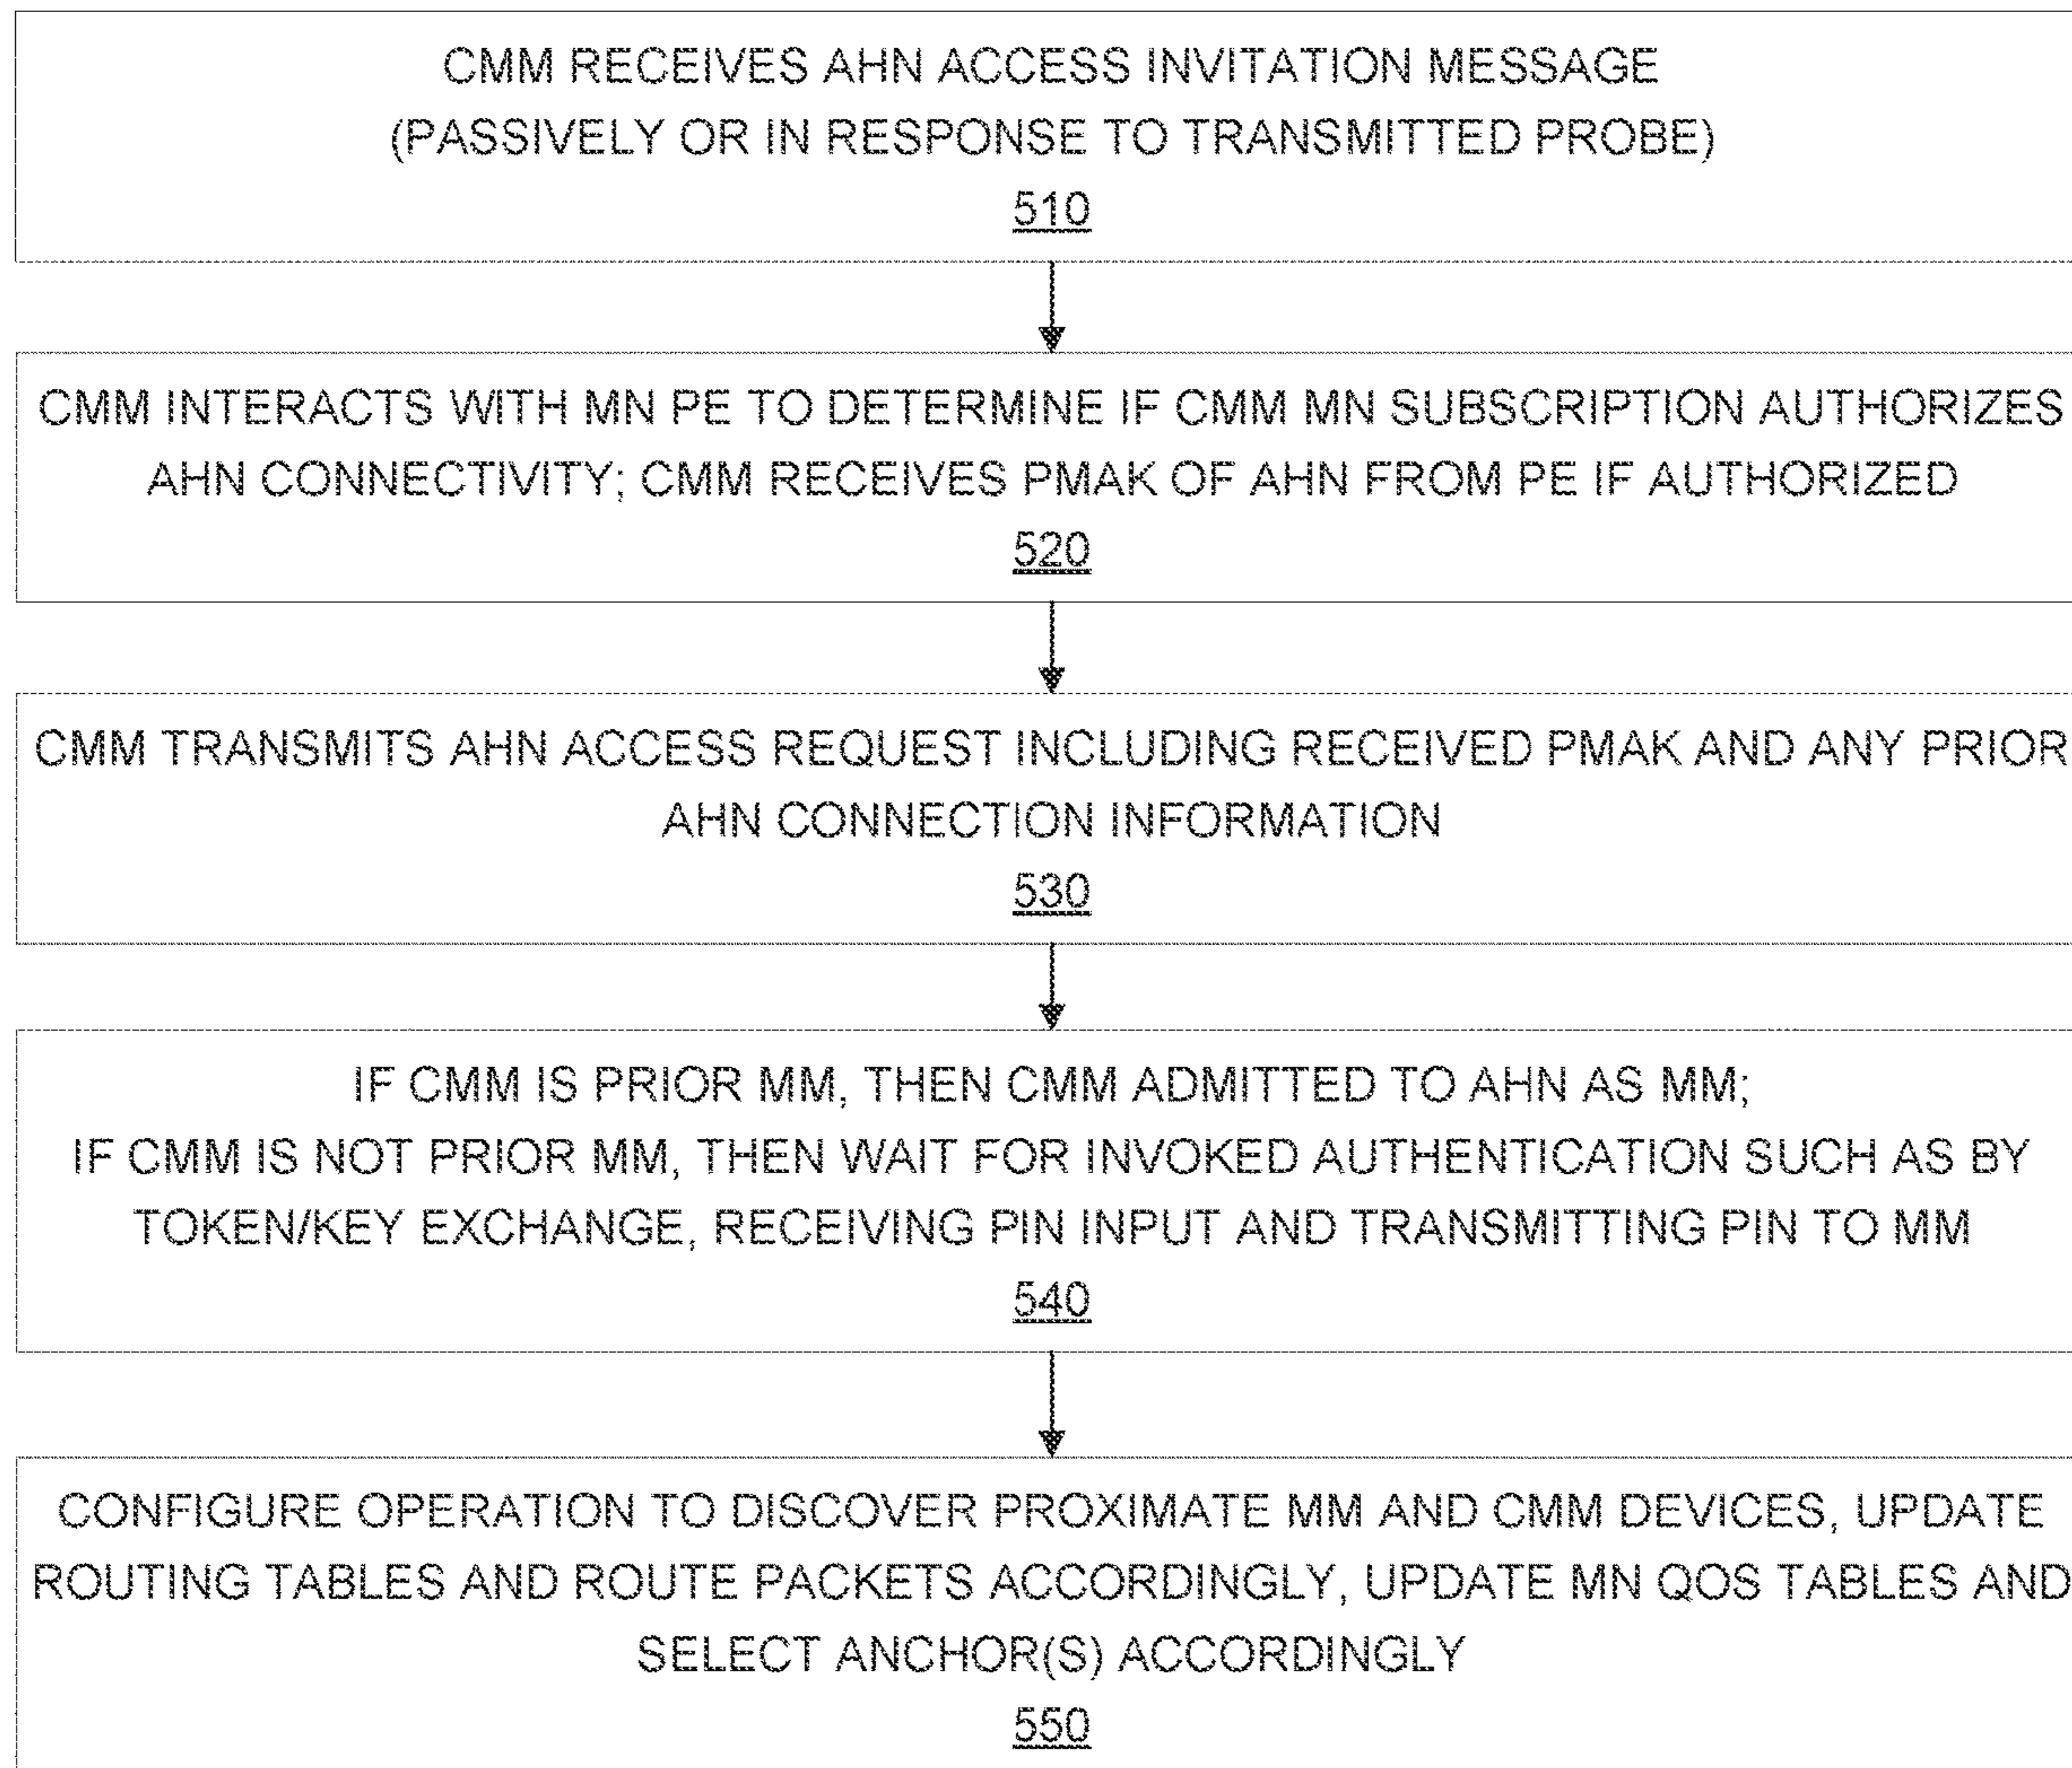 CMM RECEIVES AHN ACCESS INVITATION MESSAGE
(PASSIVELY OR IN RESPONSE TO TRANSMITTED PROBE)
510
CMM INTERACTS WITH MN PE TO DETERMINE IF CMM MN SUBSCRIPTION AUTHORIZES
AHN CONNECTIVITY; CMM RECEIVES PMAK OF AHN FROM PE IF AUTHORIZED
520
CMM TRANSMITS AHN ACCESS REQUEST INCLUDING RECEIVED PMAK AND ANY PRIOR
AHN CONNECTION INFORMATION
530
IF CMM IS PRIOR MM, THEN CMM ADMITTED TO AHN AS MM;
IF CMM IS NOT PRIOR MM, THEN WAIT FOR INVOKED AUTHENTICATION SUCH AS BY
TOKEN/KEY EXCHANGE, RECEIVING PIN INPUT AND TRANSMITTING PIN TO MM
540
CONFIGURE OPERATION TO DISCOVER PROXIMATE MM AND CMM DEVICES, UPDATE
ROUTING TABLES AND ROUTE PACKETS ACCORDINGLY, UPDATE MN QOS TABLES AND
SELECT ANCHOR(S) ACCORDINGLY
550